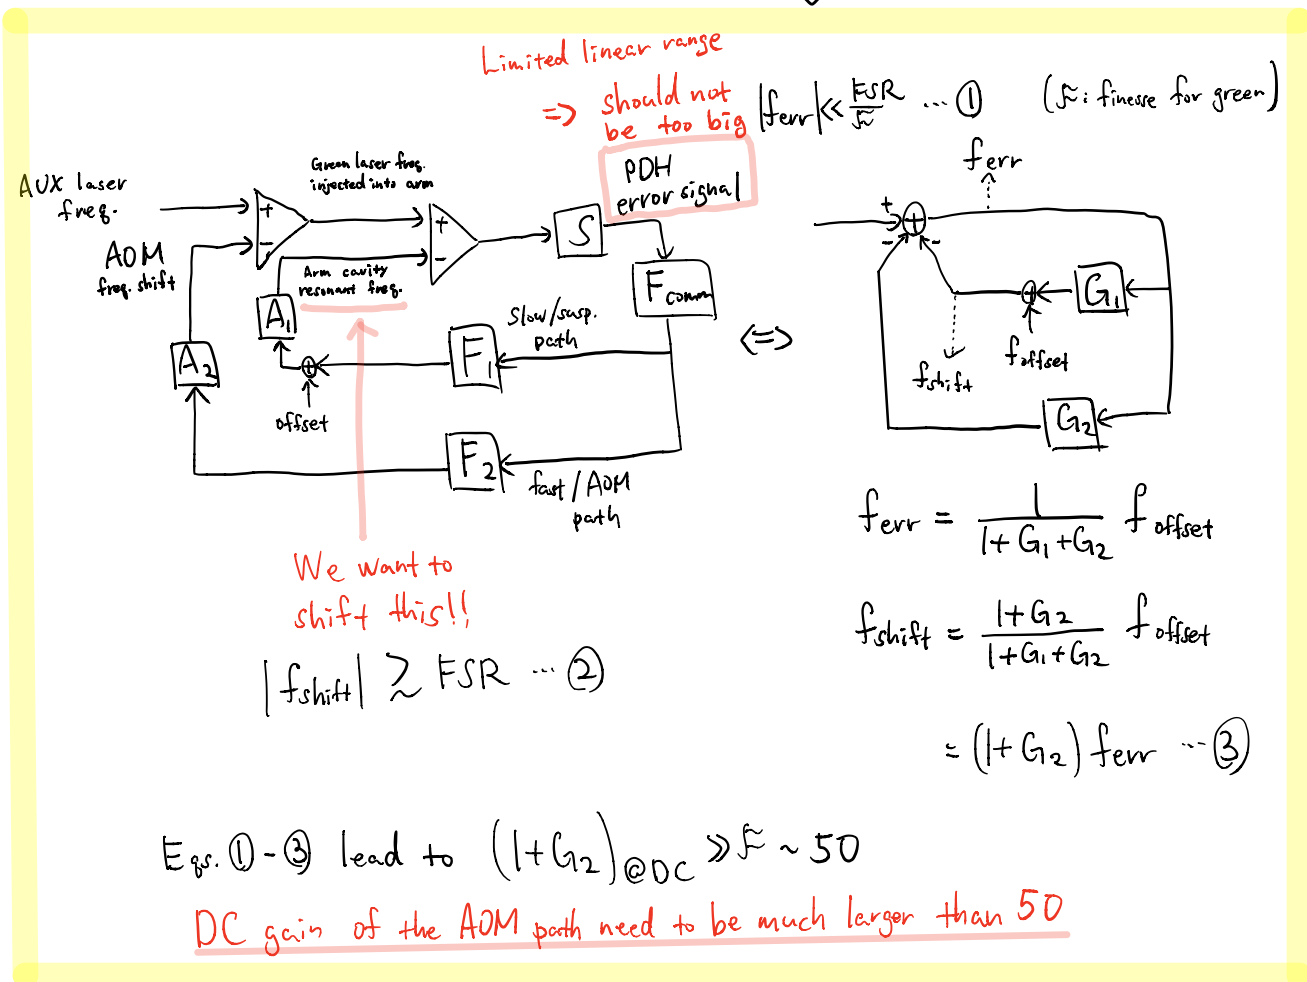 Limited linear range
⇒ should not be too big
|ferr| ≪ FSR/F ... ①
(F: finesse for green)
PDH
error signal
AUX laser
freq.
Green laser freq.
injected into arm
AOM
freq. shift
+
-
+
-
Arm cavity
resonant freq.
S
Fcomm
A1
A2
Slow/susp.
path
F1
offset
F2
fast/AOM
path
⇔
ferr
+
-
-
G1
foffset
fshift
G2
We want to
shift this!!
|fshift| ≳ FSR ... ②
ferr = 1/(1+G1+G2) foffset
fshift = (1+G2)/(1+G1+G2) foffset
= (1+G2) ferr ... ③
Eqs. ①-③ lead to (1+G2)@DC ≫ F ~ 50
DC gain of the AOM path need to be much larger than 50